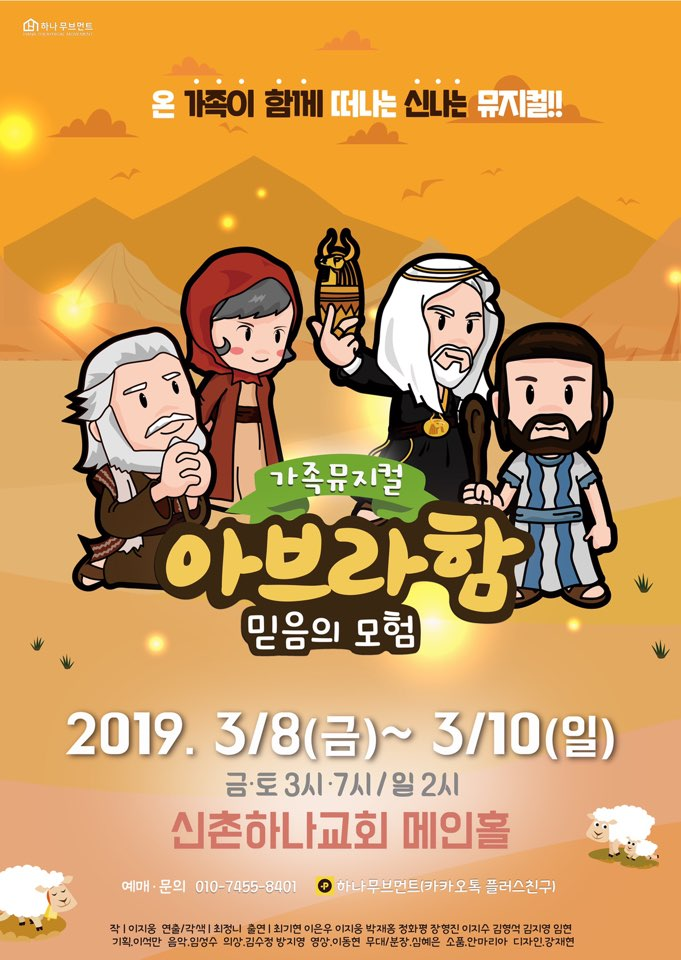 하나무브먼트
온 가족이 함께 떠나는 신나는 뮤지컬!!
가족뮤지컬
아브라함
믿음의 모험
2019. 3/8(금)~ 3/10(일)
금·토 3시·7시 / 일 2시
신촌하나교회 메인홀
예매·문의 010-7455-8401 하나무브먼트(카카오톡 플러스친구)
작 | 이지웅 연출/각색 | 최정니 출연 | 최기현 이은우 이지웅 박재홍 정화평 장형진 이지수 김형석 김지영 임현
기획.이석만 음악.임성수 의상.김수정 방지영 영상.이동현 무대/분장.심혜은 소품.안마리아 디자인.강재현